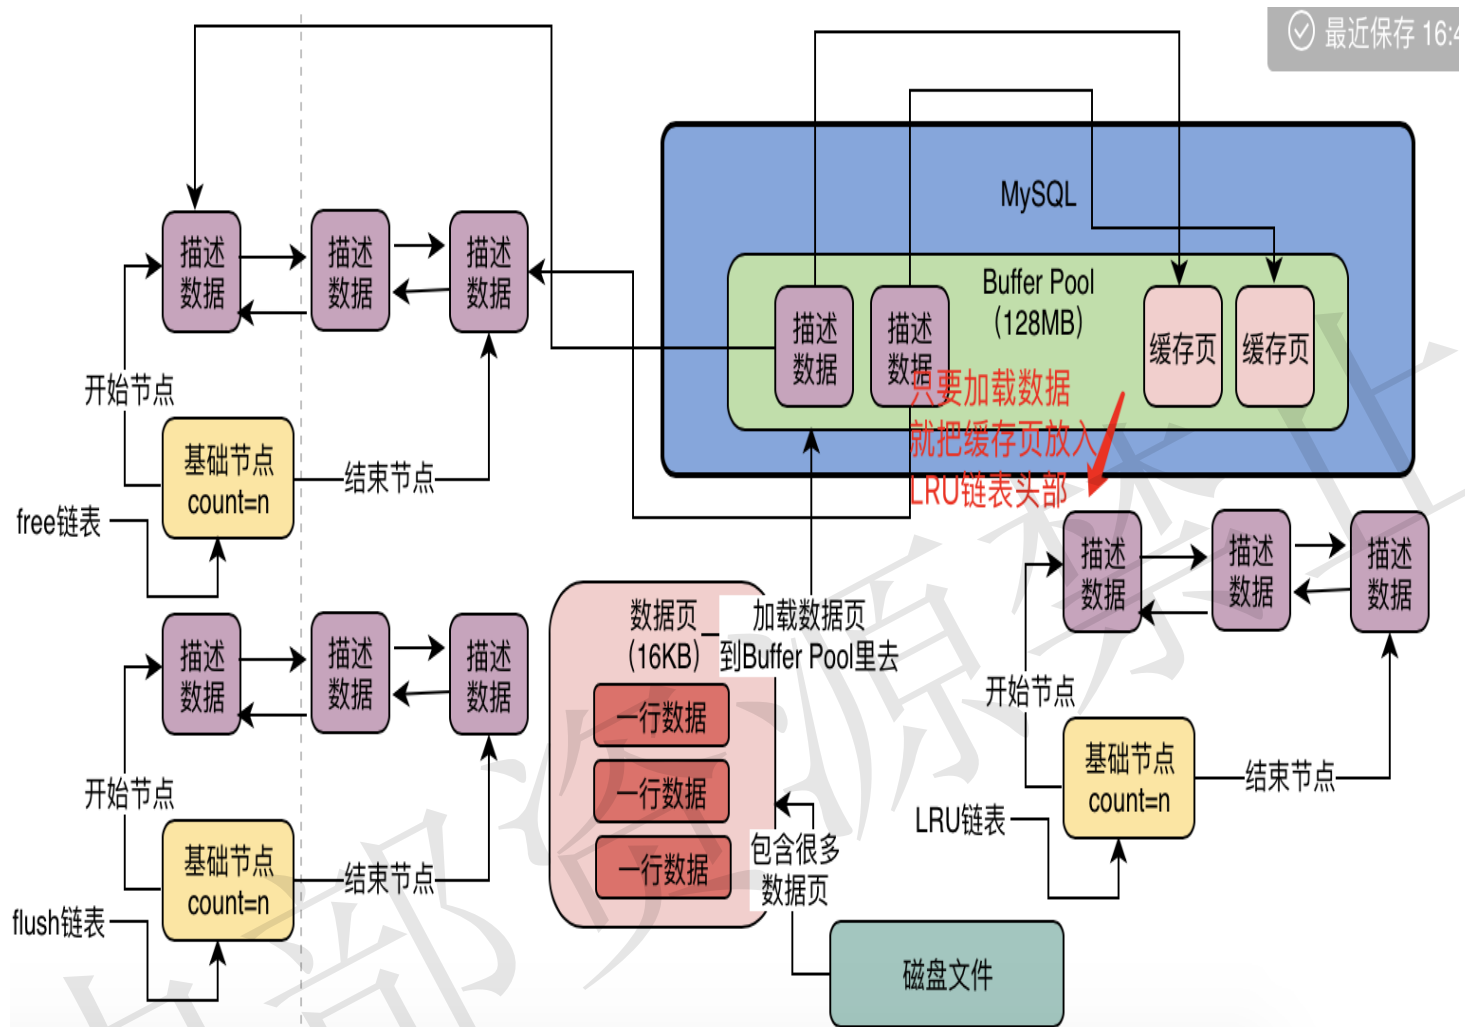 最近保存 16:4
MySQL
Buffer Pool
(128MB)
描述
数据
描述
数据
缓存页
缓存页
只要加载数据
就把缓存页放入
LRU链表头部
描述
数据
描述
数据
描述
数据
开始节点
基础节点
count=n
结束节点
free链表
描述
数据
描述
数据
描述
数据
开始节点
基础节点
count=n
结束节点
flush链表
数据页
(16KB)
一行数据
一行数据
一行数据
加载数据页
到Buffer Pool里去
包含很多
数据页
磁盘文件
描述
数据
描述
数据
描述
数据
开始节点
基础节点
count=n
结束节点
LRU链表
内部资源禁止